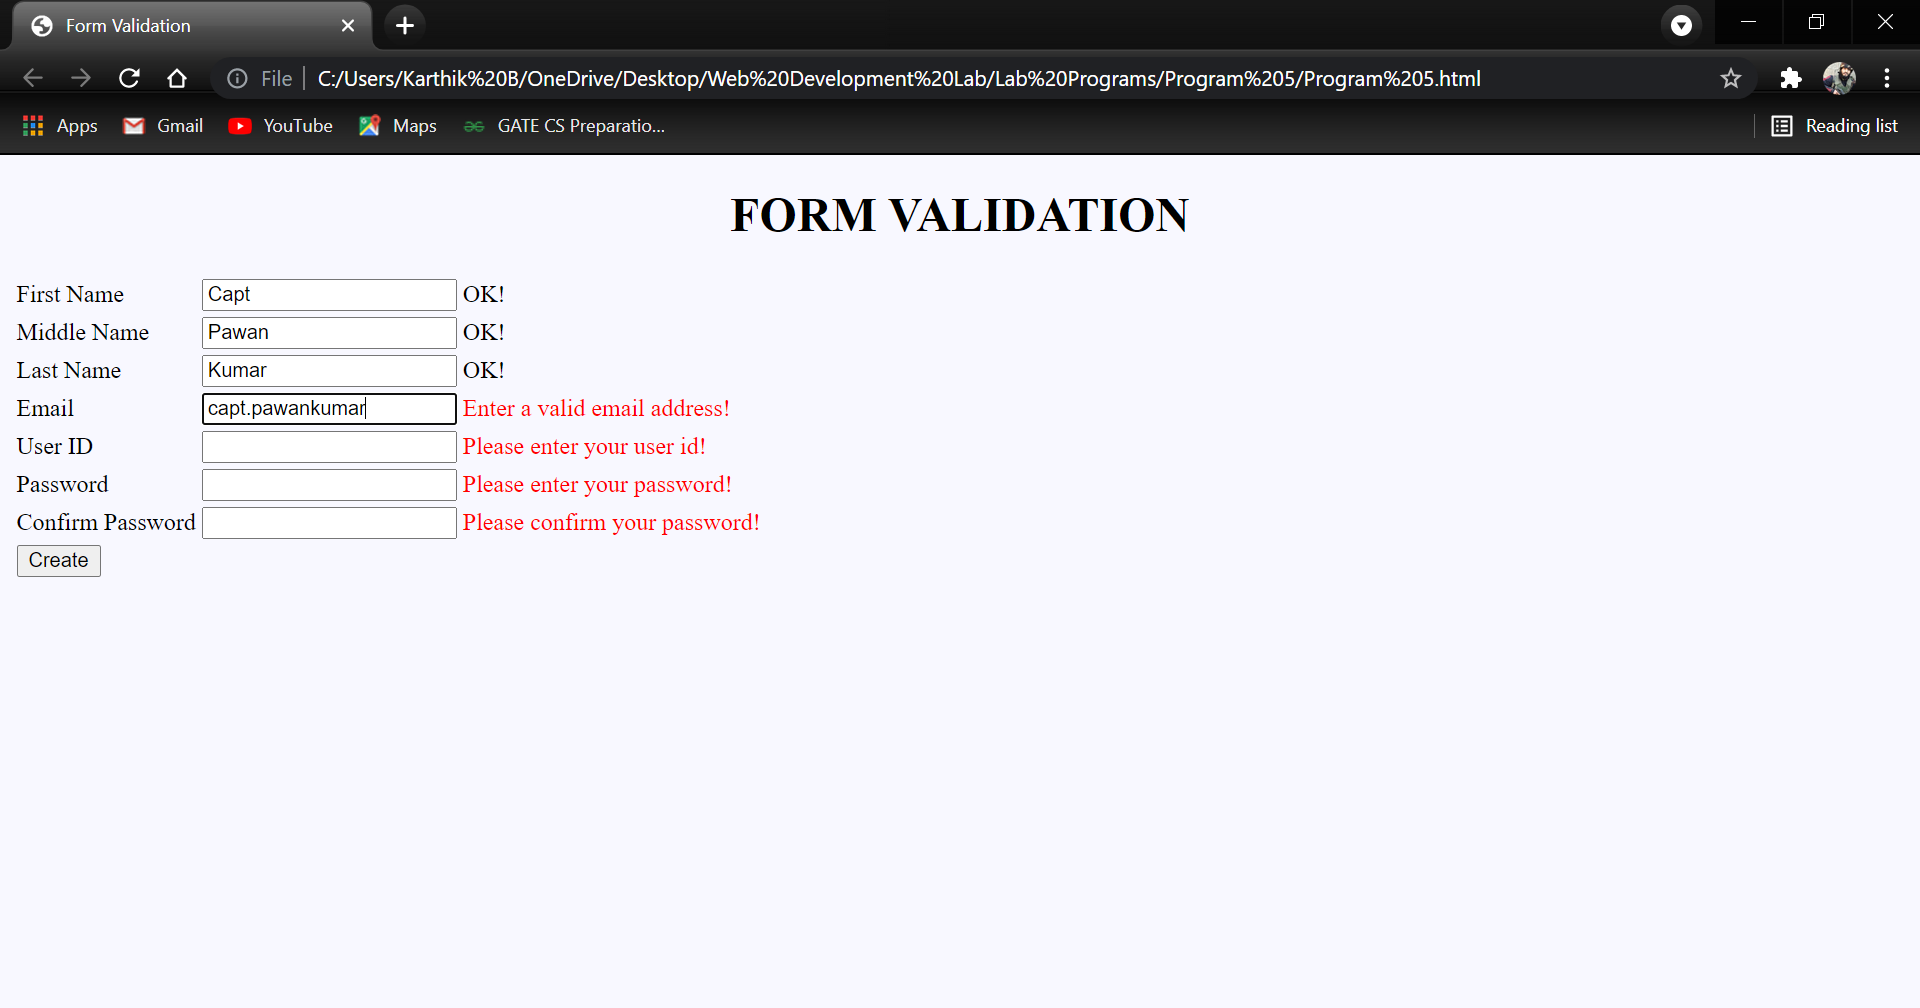 Form Validation
File C:/Users/Karthik%20B/OneDrive/Desktop/Web%20Development%20Lab/Lab%20Programs/Program%205/Program%205.html
Apps Gmail YouTube Maps GATE CS Preparatio... Reading list
FORM VALIDATION
First Name Capt OK!
Middle Name Pawan OK!
Last Name Kumar OK!
Email capt.pawankumar Enter a valid email address!
User ID Please enter your user id!
Password Please enter your password!
Confirm Password Please confirm your password!
Create